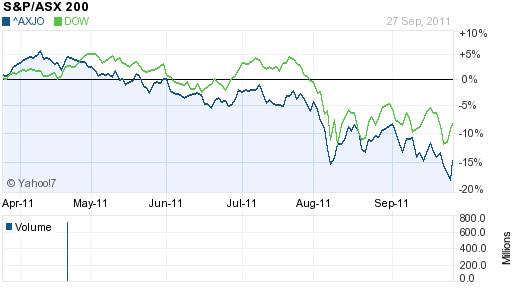 S&P/ASX 200
^AXJO DOW 27 Sep, 2011
+10%
+5%
0%
-5%
-10%
-15%
-20%
© Yahoo!7
Apr-11 May-11 Jun-11 Jul-11 Aug-11 Sep-11
Volume
800.0
600.0
400.0
200.0
0.0
Millions